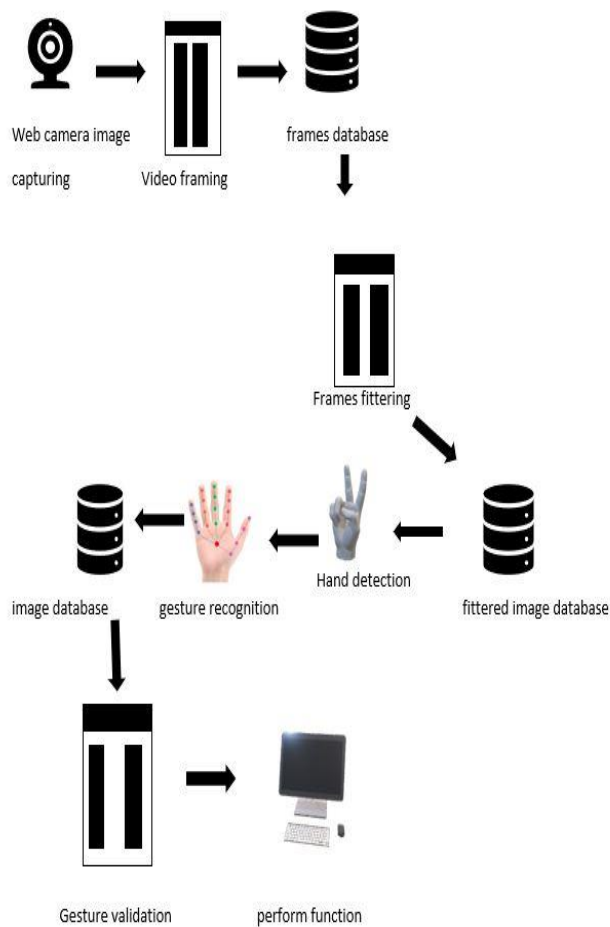 Web camera image
capturing
Video framing
frames database
Frames fittering
Hand detection
gesture recognition
image database
fittered image database
Gesture validation
perform function